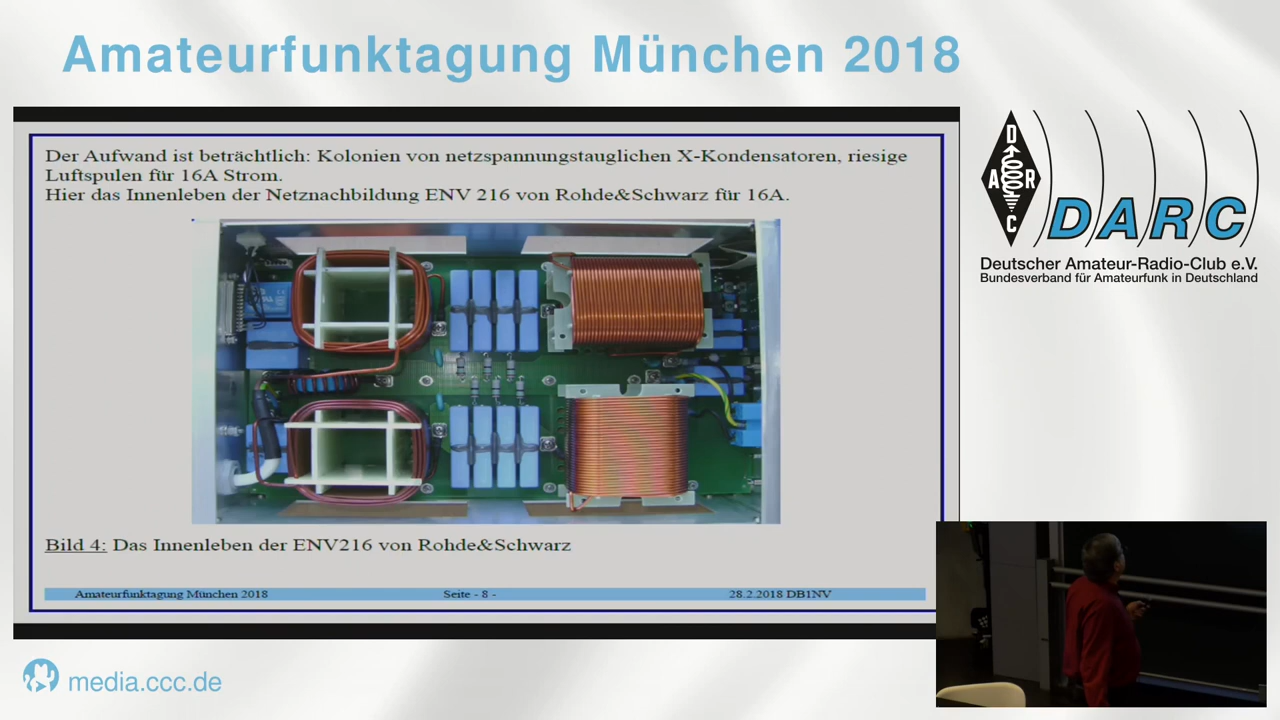 Amateurfunktagung München 2018
Der Aufwand ist beträchtlich: Kolonien von netzspannungstauglichen X-Kondensatoren, riesige
Luftspulen für 16A Strom.
Hier das Innenleben der Netznachbildung ENV 216 von Rohde&Schwarz für 16A.
Bild 4: Das Innenleben der ENV216 von Rohde&Schwarz
Amateurfunktagung München 2018 Seite - 8 - 28.2.2018 DB1NV
D
A R
C
DARC
Deutscher Amateur-Radio-Club e.V.
Bundesverband für Amateurfunk in Deutschland
media.ccc.de